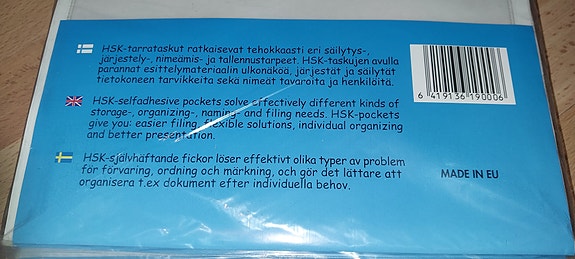 HSK-tarrataskut ratkaisevat tehokkaasti eri säilytys-,
järjestely-, nimeämis- ja tallennustarpeet. HSK-taskujen avulla
parannat esittelymateriaalin ulkonäköä, järjestat ja säilytät
tietokoneen tarvikkeita sekä nimeät tavaroita ja henkilöitä.
6 419136 190006
HSK-selfadhesive pockets solve effectively different kinds of
storage-, organizing-, naming- and filing needs. HSK-pockets
give you: easier filing, flexible solutions, individual organizing
and better presentation.
HSK-självhäftande fickor löser effektivt olika typer av problem
för förvaring, ordning och märkning, och gör det lättare att
organisera t.ex dokument efter individuella behov.
MADE IN EU